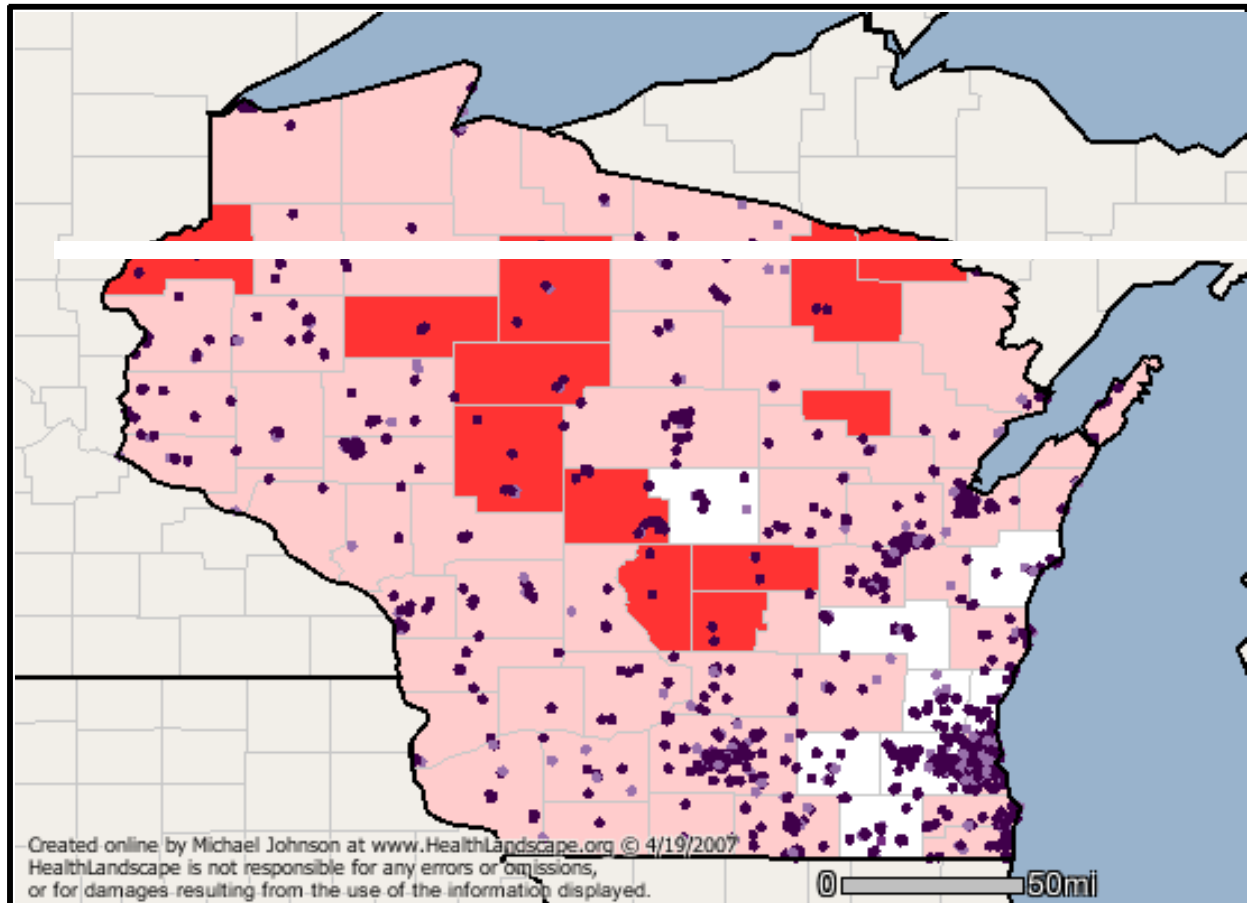 Created online by Michael Johnson at www.HealthLandscape.org © 4/19/2007
HealthLandscape is not responsible for any errors or omissions,
or for damages resulting from the use of the information displayed.
0 50mi